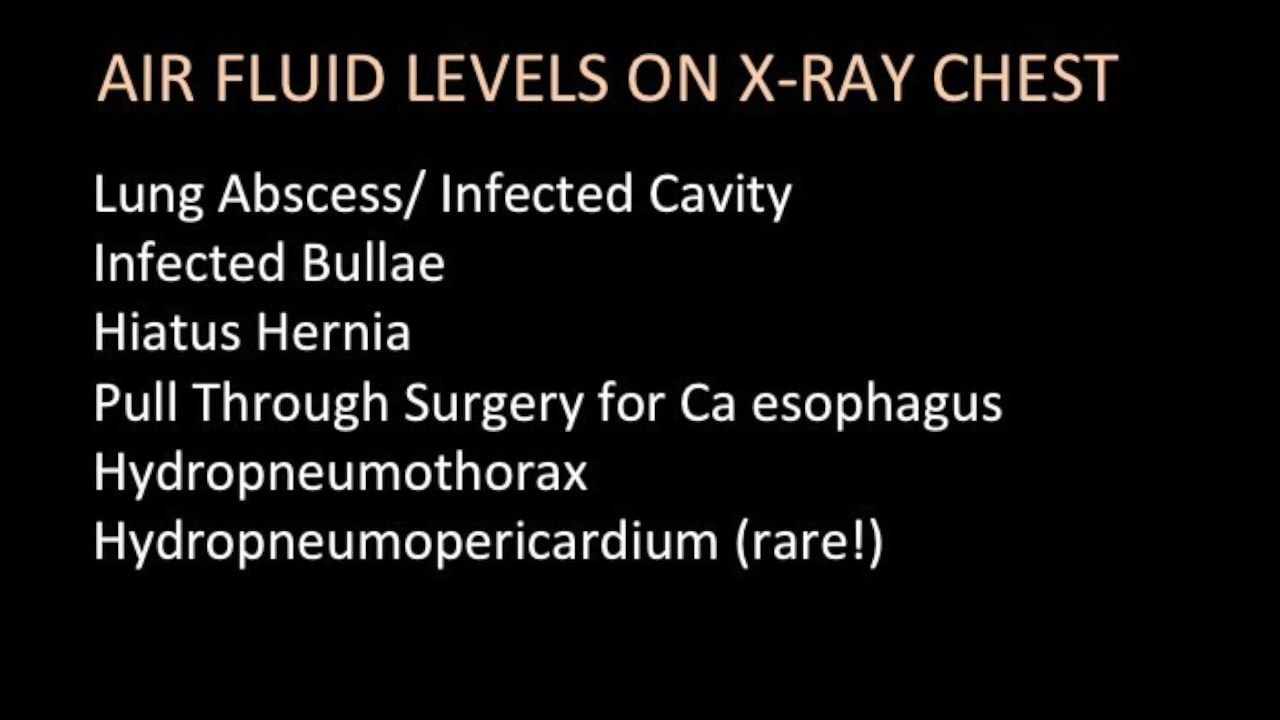 AIR FLUID LEVELS ON X-RAY CHEST
Lung Abscess/ Infected Cavity
Infected Bullae
Hiatus Hernia
Pull Through Surgery for Ca esophagus
Hydropneumothorax
Hydropneumopericardium (rare!)